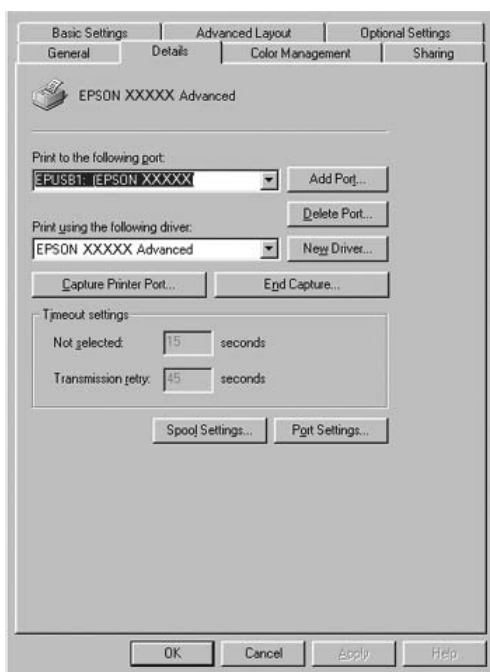 Basic Settings Advanced Layout Optional Settings
General Details Color Management Sharing
EPSON XXXXX Advanced
Print to the following port:
EPUSB1: (EPSON XXXXX
Add Port...
Delete Port...
Print using the following driver:
EPSON XXXXX Advanced
New Driver...
Capture Printer Port... End Capture...
Timeout settings
Not selected: 15 seconds
Transmission retry: 45 seconds
Spool Settings... Port Settings...
OK Cancel Apply Help